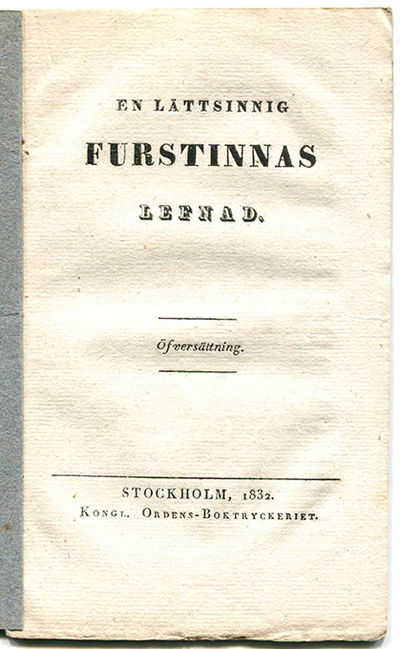 EN LÄTTSINNIG
FURSTINNAS
LEFNAD.
Öfversättning.
STOCKHOLM, 1832.
KONGL. ORDENS-BOKTRYCKERIET.